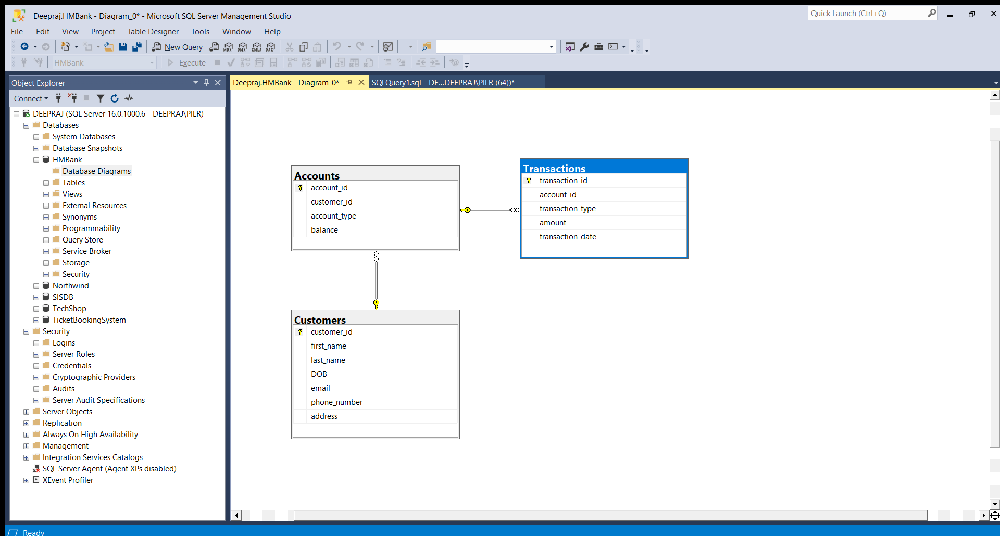 Deepraj.HMBank - Diagram_0* - Microsoft SQL Server Management Studio
Quick Launch (Ctrl+Q)
File Edit View Project Table Designer Tools Window Help
New Query MDX DMX XMLA DAX
HMBank Execute
Object Explorer
Deepraj.HMBank - Diagram_0* SQLQuery1.sql - DE...DEEPRAJ\PILR (64))*
Connect
DEEPRAJ (SQL Server 16.0.1000.6 - DEEPRAJ\PILR)
Databases
System Databases
Database Snapshots
HMBank
Database Diagrams
Tables
Views
External Resources
Synonyms
Programmability
Query Store
Service Broker
Storage
Security
Northwind
SISDB
TechShop
TicketBookingSystem
Security
Logins
Server Roles
Credentials
Cryptographic Providers
Audits
Server Audit Specifications
Server Objects
Replication
Always On High Availability
Management
Integration Services Catalogs
SQL Server Agent (Agent XPs disabled)
XEvent Profiler
Accounts
account_id
customer_id
account_type
balance
Transactions
transaction_id
account_id
transaction_type
amount
transaction_date
Customers
customer_id
first_name
last_name
DOB
email
phone_number
address
Ready